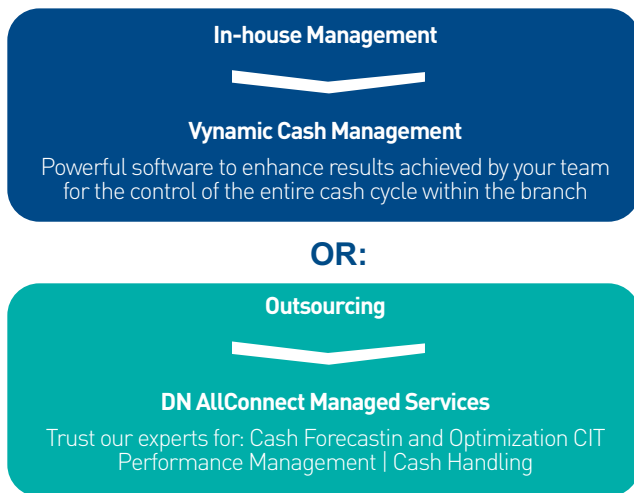 In-house Management
Vynamic Cash Management
Powerful software to enhance results achieved by your team
for the control of the entire cash cycle within the branch
OR:
Outsourcing
DN AllConnect Managed Services
Trust our experts for: Cash Forecastin and Optimization CIT
Performance Management | Cash Handling